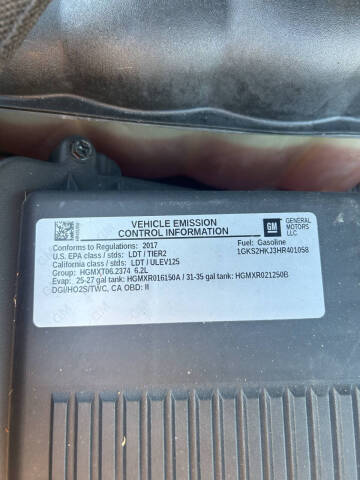 VEHICLE EMISSION
CONTROL INFORMATION
GM
GENERAL
MOTORS
LLC
Conforms to Regulations: 2017
Fuel: Gasoline
U.S. EPA class / stds: LDT / TIER2
1GKS2HKJ3HR401058
California class / stds: LDT / ULEV125
Group: HGMXT06.2374 6.2L
Evap: 25-27 gal tank: HGMXR016150A / 31-35 gal tank: HGMXR021250B
DGI/HO2S/TWC, CA OBD: II